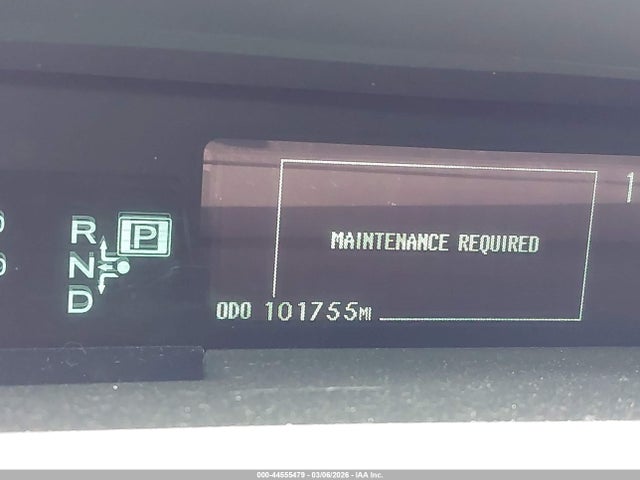 R P
N
D
MAINTENANCE REQUIRED
ODO 101755MI
000-44555479 - 03/06/2026 - IAA Inc.